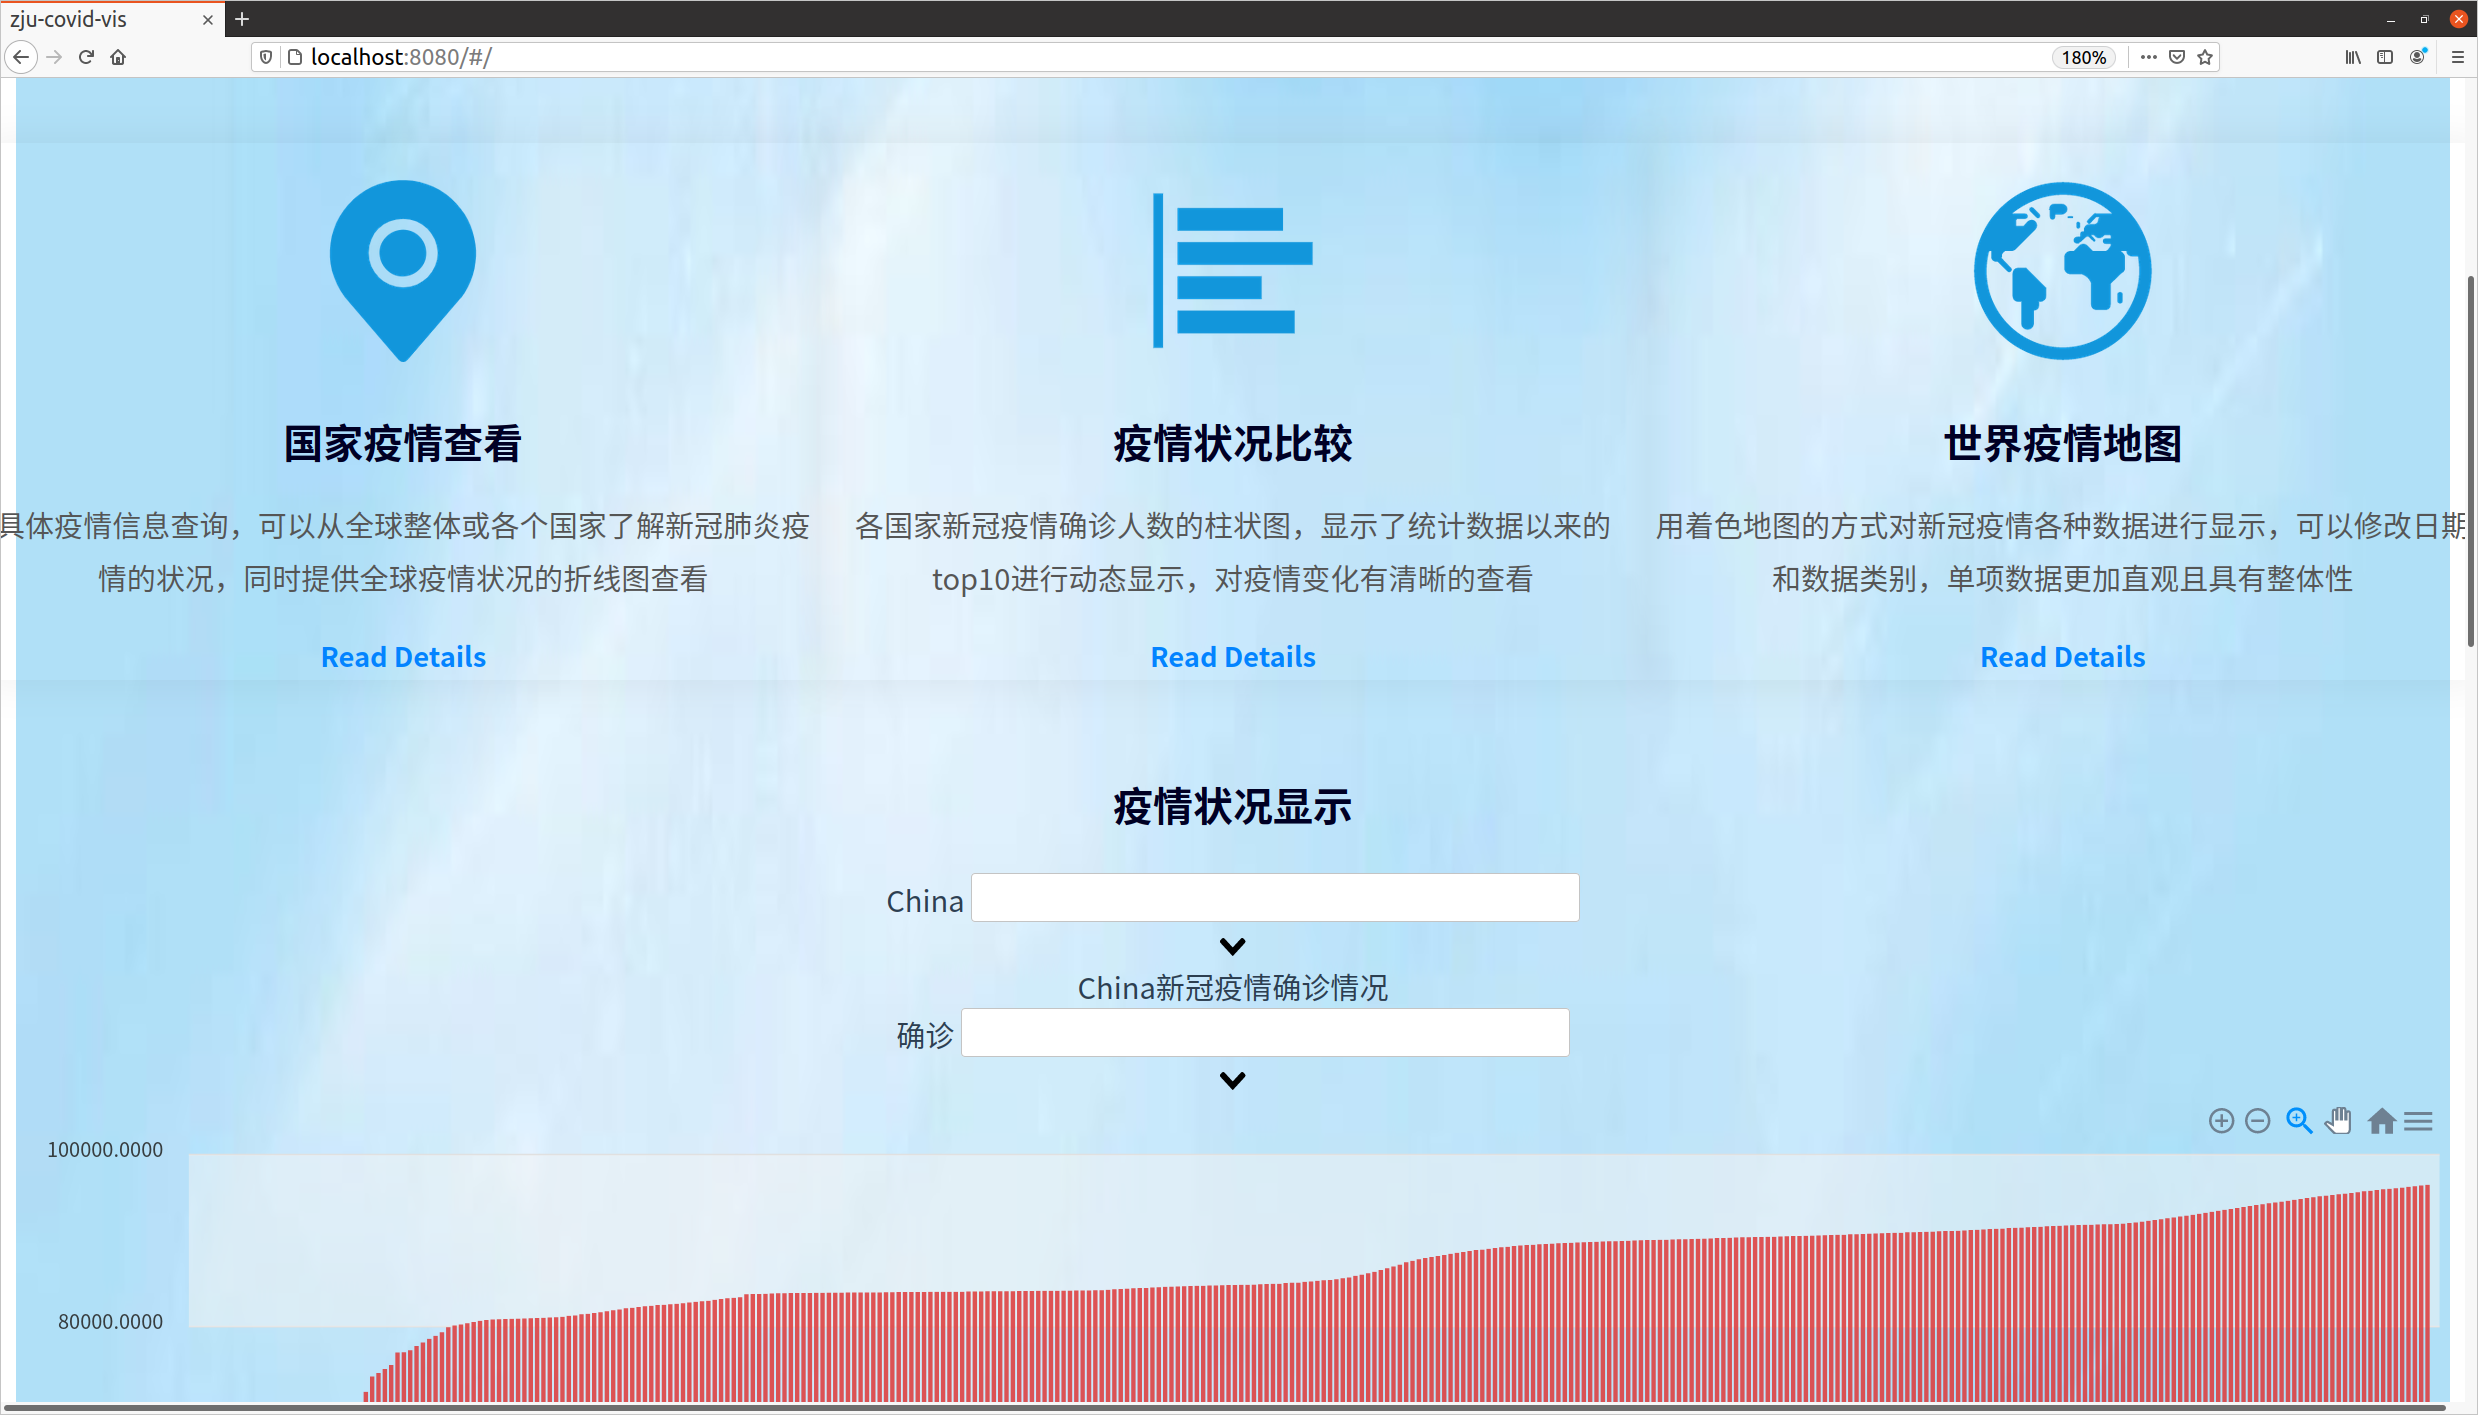 zju-covid-vis
localhost:8080/#/
180%
国家疫情查看
疫情状况比较
世界疫情地图
具体疫情信息查询，可以从全球整体或各个国家了解新冠肺炎疫
情的状况，同时提供全球疫情状况的折线图查看
各国家新冠疫情确诊人数的柱状图，显示了统计数据以来的
top10进行动态显示，对疫情变化有清晰的查看
用着色地图的方式对新冠疫情各种数据进行显示，可以修改日期
和数据类别，单项数据更加直观且具有整体性
Read Details
Read Details
Read Details
疫情状况显示
China
China新冠疫情确诊情况
确诊
100000.0000
80000.0000